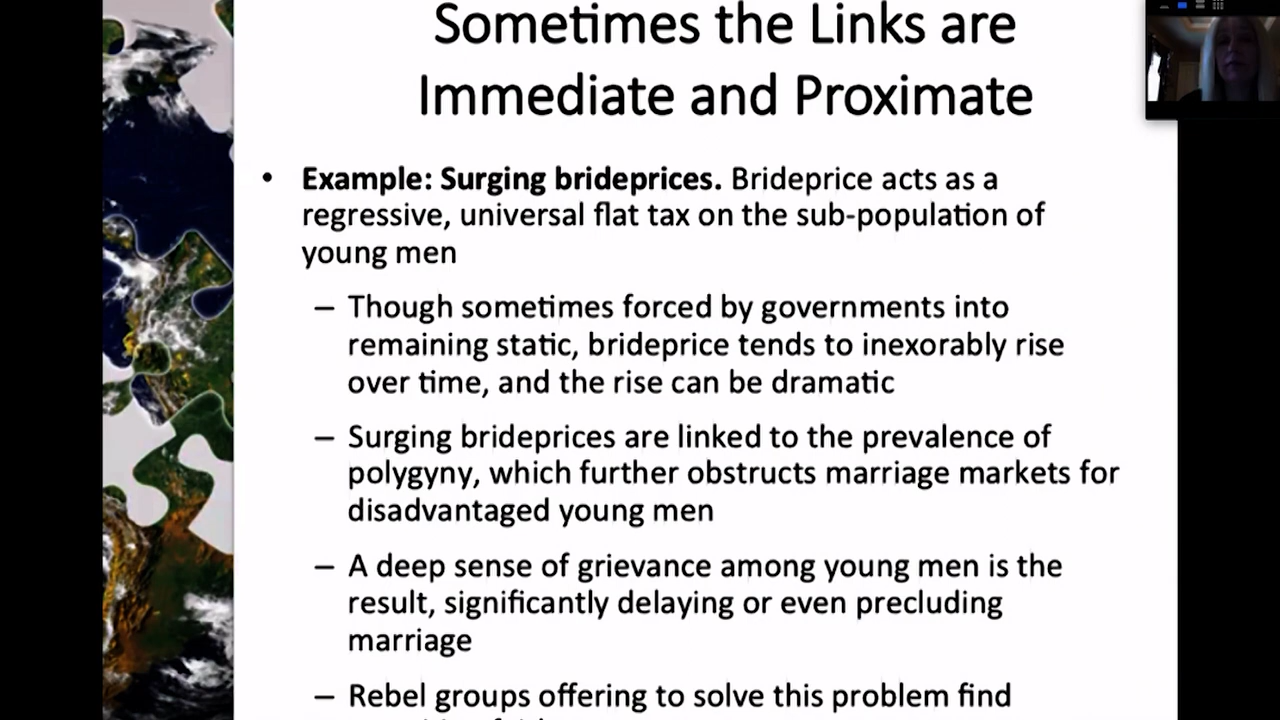 Sometimes the Links are
Immediate and Proximate
• Example: Surging brideprices. Brideprice acts as a
regressive, universal flat tax on the sub-population of
young men
– Though sometimes forced by governments into
remaining static, brideprice tends to inexorably rise
over time, and the rise can be dramatic
– Surging brideprices are linked to the prevalence of
polygyny, which further obstructs marriage markets for
disadvantaged young men
– A deep sense of grievance among young men is the
result, significantly delaying or even precluding
marriage
– Rebel groups offering to solve this problem find